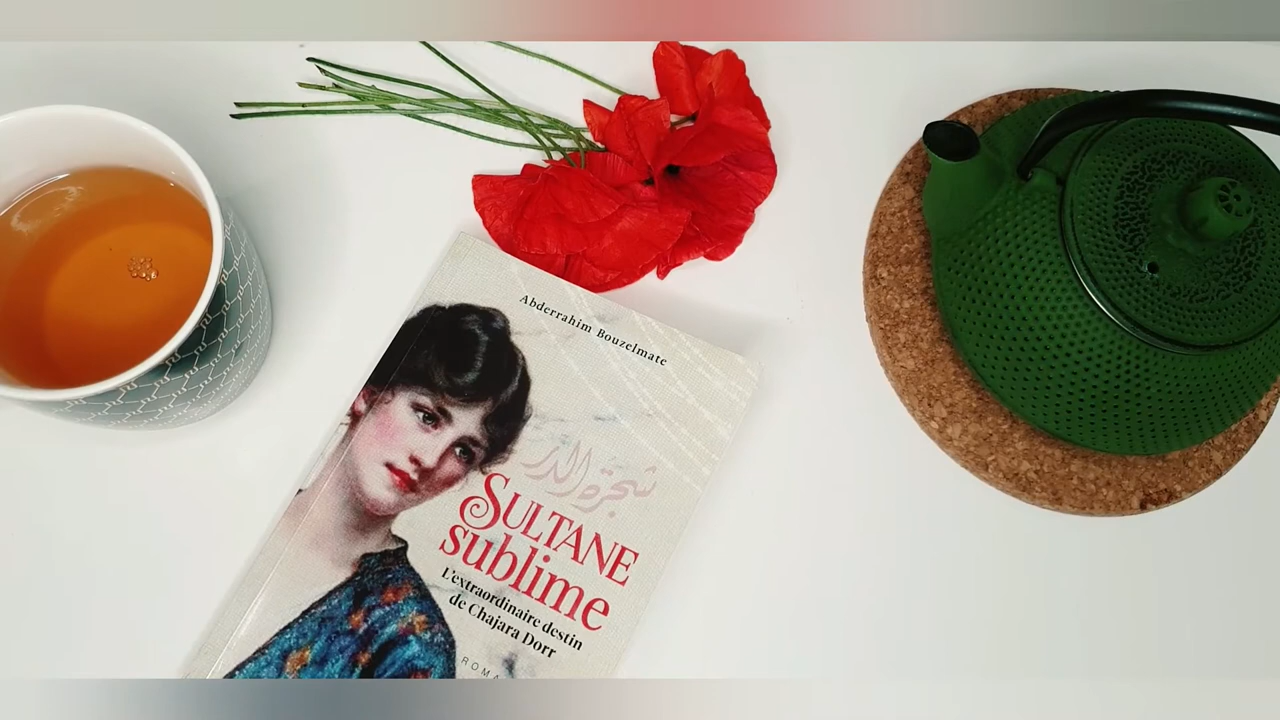 Abderrahim Bouzelmate
شجرة الدر
SULTANE
sublime
L'extraordinaire destin
de Chajara Dorr
ROMA